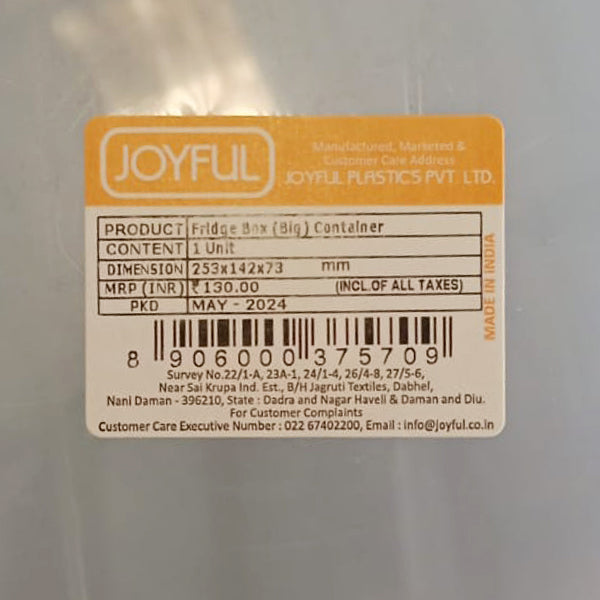 JOYFUL
Manufactured, Marketed &
Customer Care Address
JOYFUL PLASTICS PVT. LTD.
PRODUCT Fridge Box (Big) Container
CONTENT 1 Unit
DIMENSION 253x142x73 mm
MRP (INR) ₹ 130.00 (INCL.OF ALL TAXES)
PKD MAY - 2024
MADE IN INDIA
8 906000 375709
Survey No.22/1-A, 23A-1, 24/1-4, 26/4-8, 27/5-6,
Near Sai Krupa Ind. Est., B/H Jagruti Textiles, Dabhel,
Nani Daman - 396210, State : Dadra and Nagar Haveli & Daman and Diu.
For Customer Complaints
Customer Care Executive Number : 022 67402200, Email : info@joyful.co.in